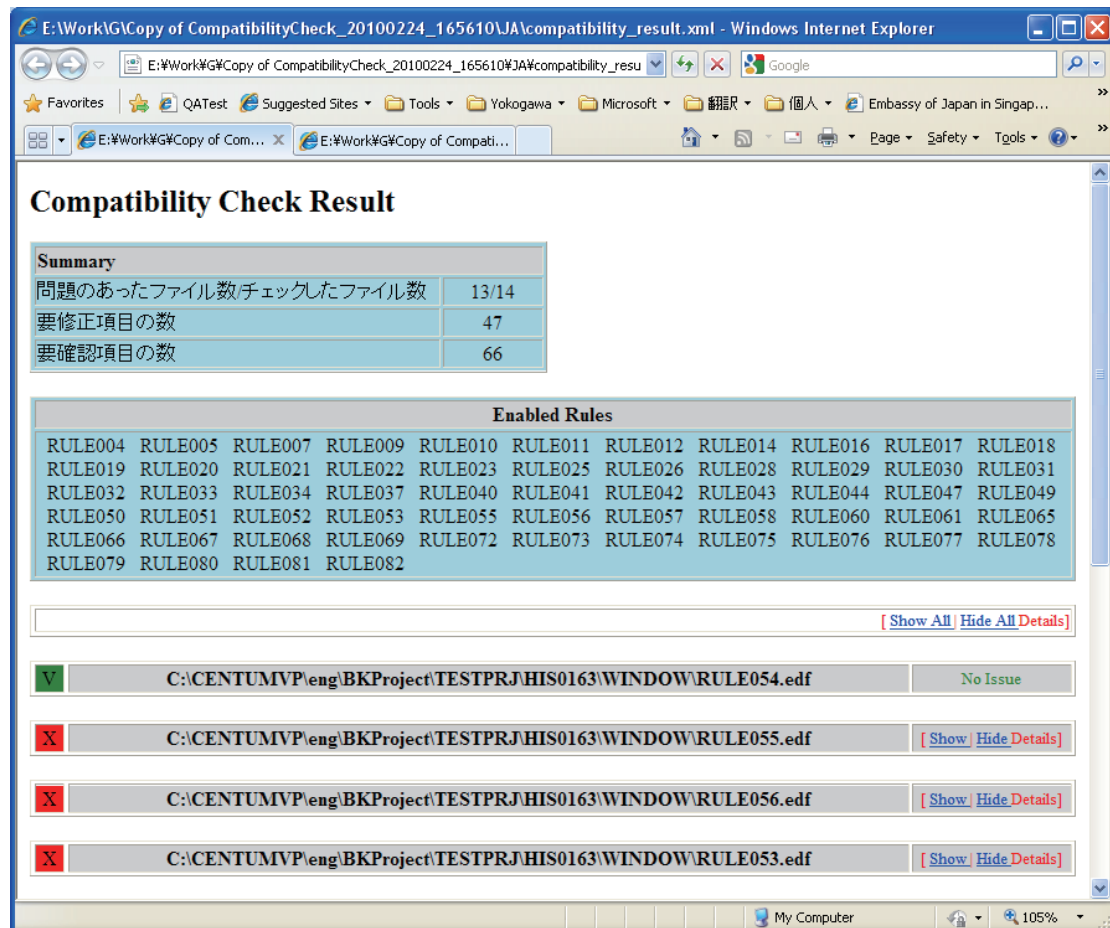 E:\Work\G\Copy of CompatibilityCheck_20100224_165610\JA\compatibility_result.xml - Windows Internet Explorer
E:¥Work¥G¥Copy of CompatibilityCheck_20100224_165610¥JA¥compatibility_resu
Google
Favorites QATest Suggested Sites Tools Yokogawa Microsoft 翻訳 個人 Embassy of Japan in Singap... »
E:¥Work¥G¥Copy of Com... X E:¥Work¥G¥Copy of Compati... Page Safety Tools »
Compatibility Check Result
Summary
問題のあったファイル数/チェックしたファイル数 13/14
要修正項目の数 47
要確認項目の数 66
Enabled Rules
RULE004 RULE005 RULE007 RULE009 RULE010 RULE011 RULE012 RULE014 RULE016 RULE017 RULE018
RULE019 RULE020 RULE021 RULE022 RULE023 RULE025 RULE026 RULE028 RULE029 RULE030 RULE031
RULE032 RULE033 RULE034 RULE037 RULE040 RULE041 RULE042 RULE043 RULE044 RULE047 RULE049
RULE050 RULE051 RULE052 RULE053 RULE055 RULE056 RULE057 RULE058 RULE060 RULE061 RULE065
RULE066 RULE067 RULE068 RULE069 RULE072 RULE073 RULE074 RULE075 RULE076 RULE077 RULE078
RULE079 RULE080 RULE081 RULE082
[ Show All | Hide All Details]
V C:\CENTUMVP\eng\BKProject\TESTPRJ\HIS0163\WINDOW\RULE054.edf No Issue
X C:\CENTUMVP\eng\BKProject\TESTPRJ\HIS0163\WINDOW\RULE055.edf [ Show | Hide Details]
X C:\CENTUMVP\eng\BKProject\TESTPRJ\HIS0163\WINDOW\RULE056.edf [ Show | Hide Details]
X C:\CENTUMVP\eng\BKProject\TESTPRJ\HIS0163\WINDOW\RULE053.edf [ Show | Hide Details]
My Computer 105%